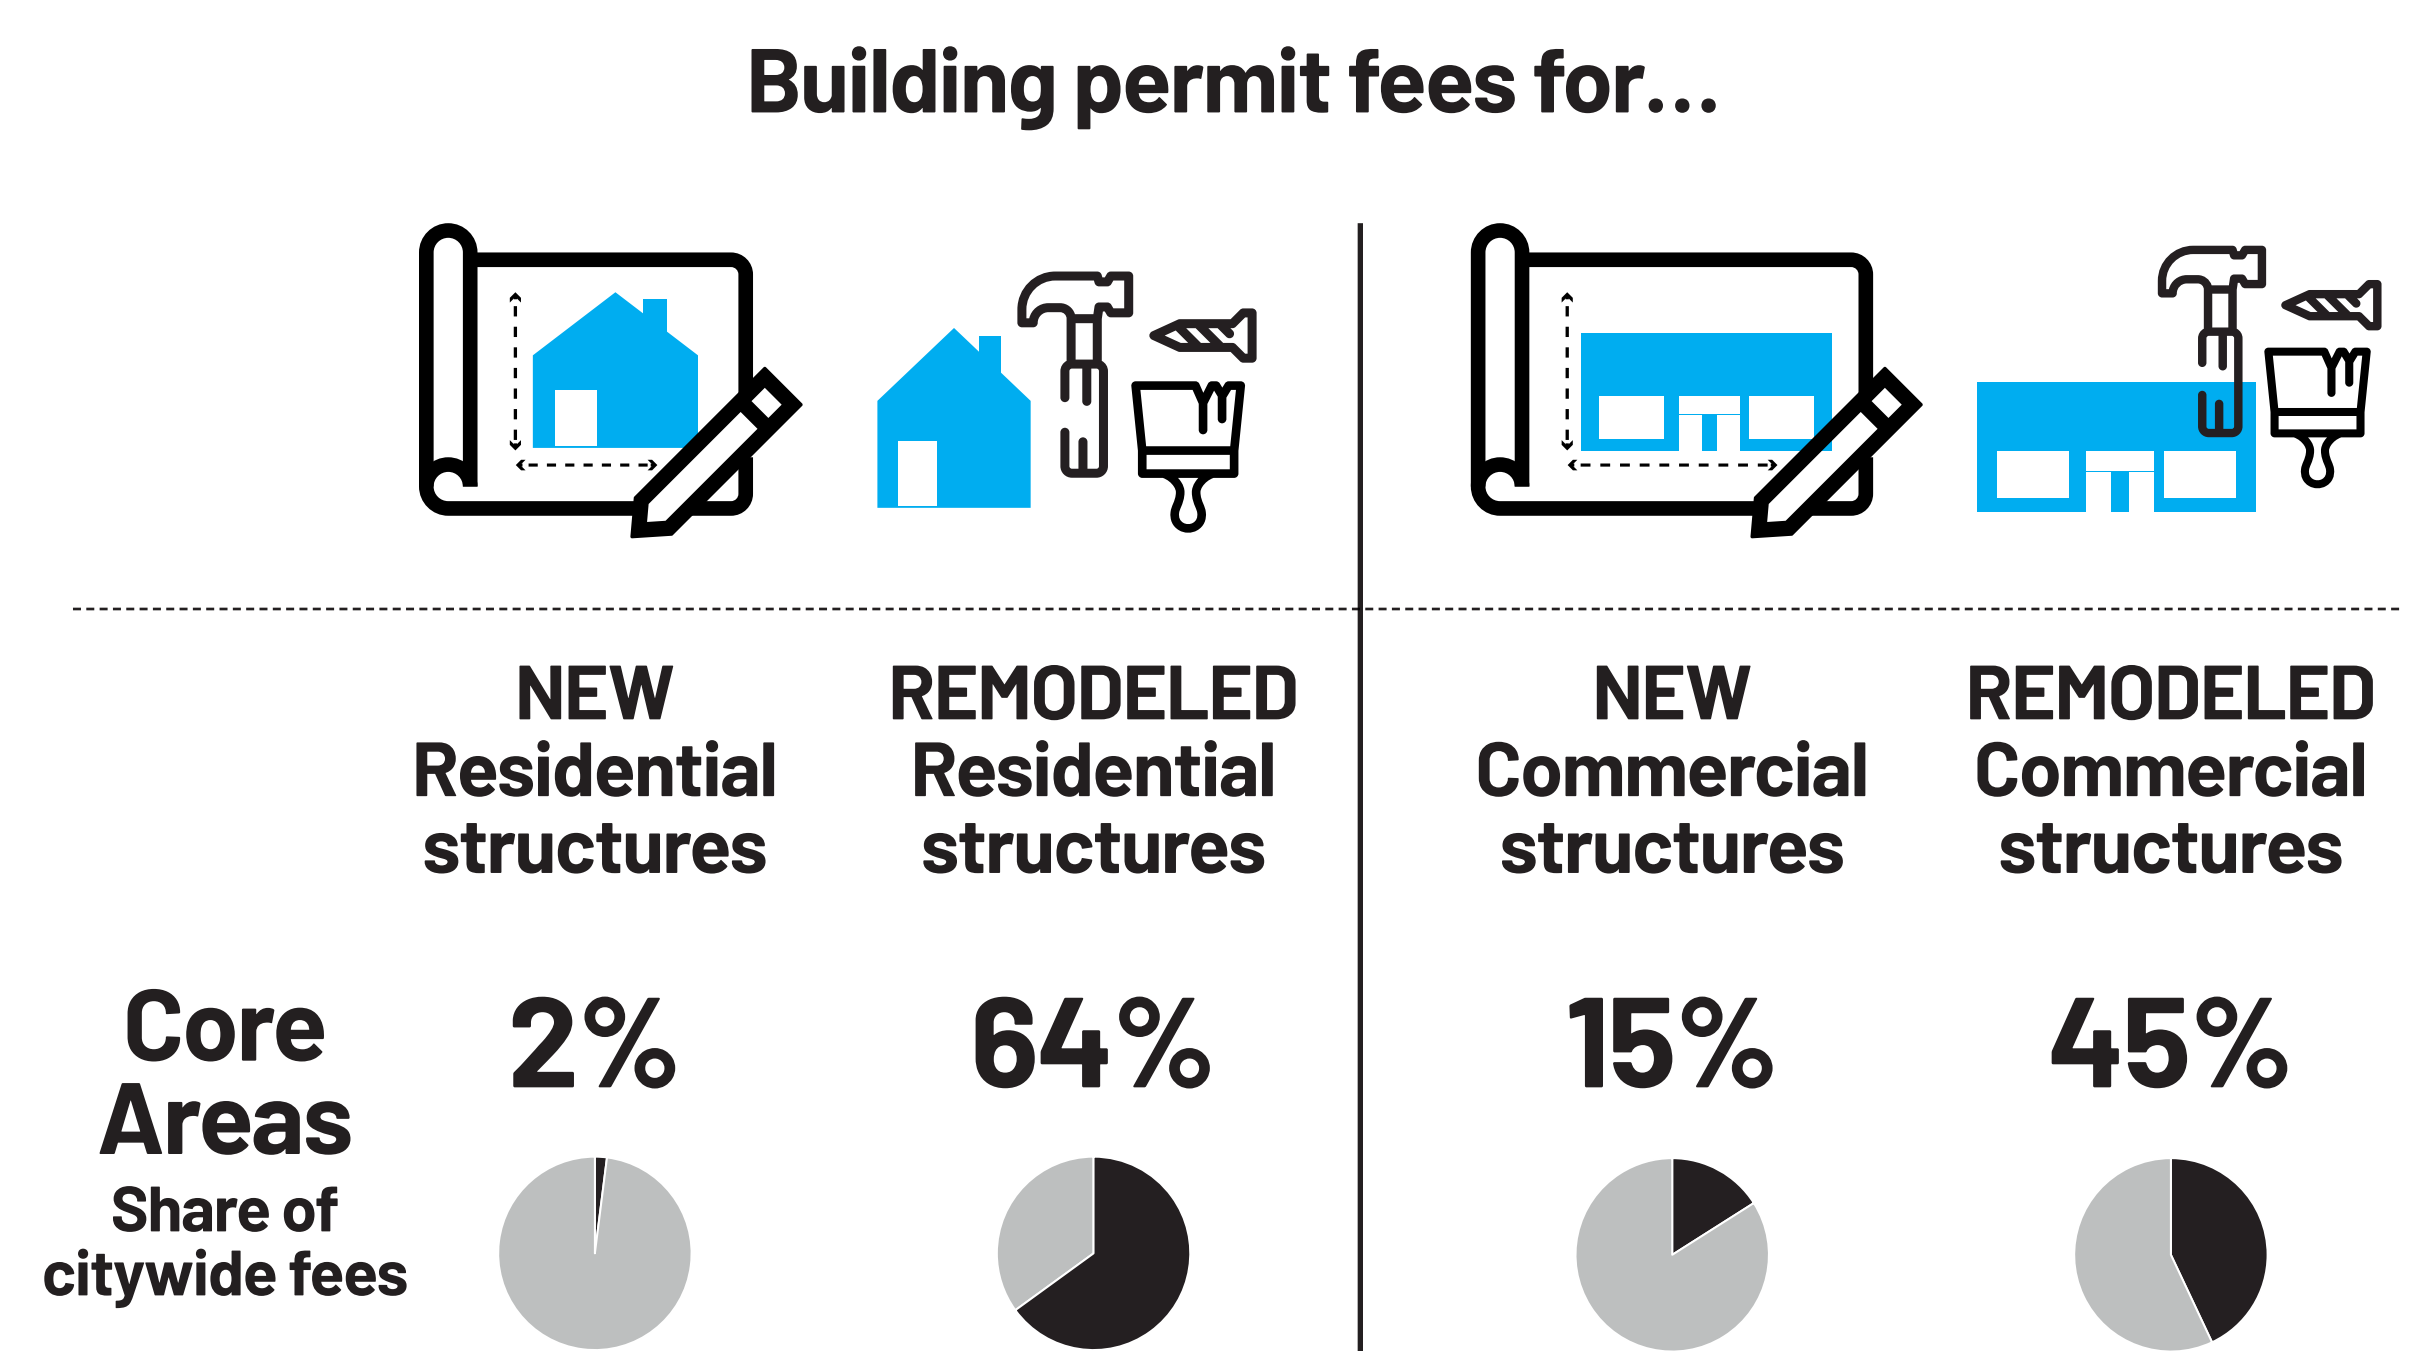 Building permit fees for...
NEW
Residential
structures
REMODELED
Residential
structures
NEW
Commercial
structures
REMODELED
Commercial
structures
Core
Areas
Share of
citywide fees
2%
64%
15%
45%